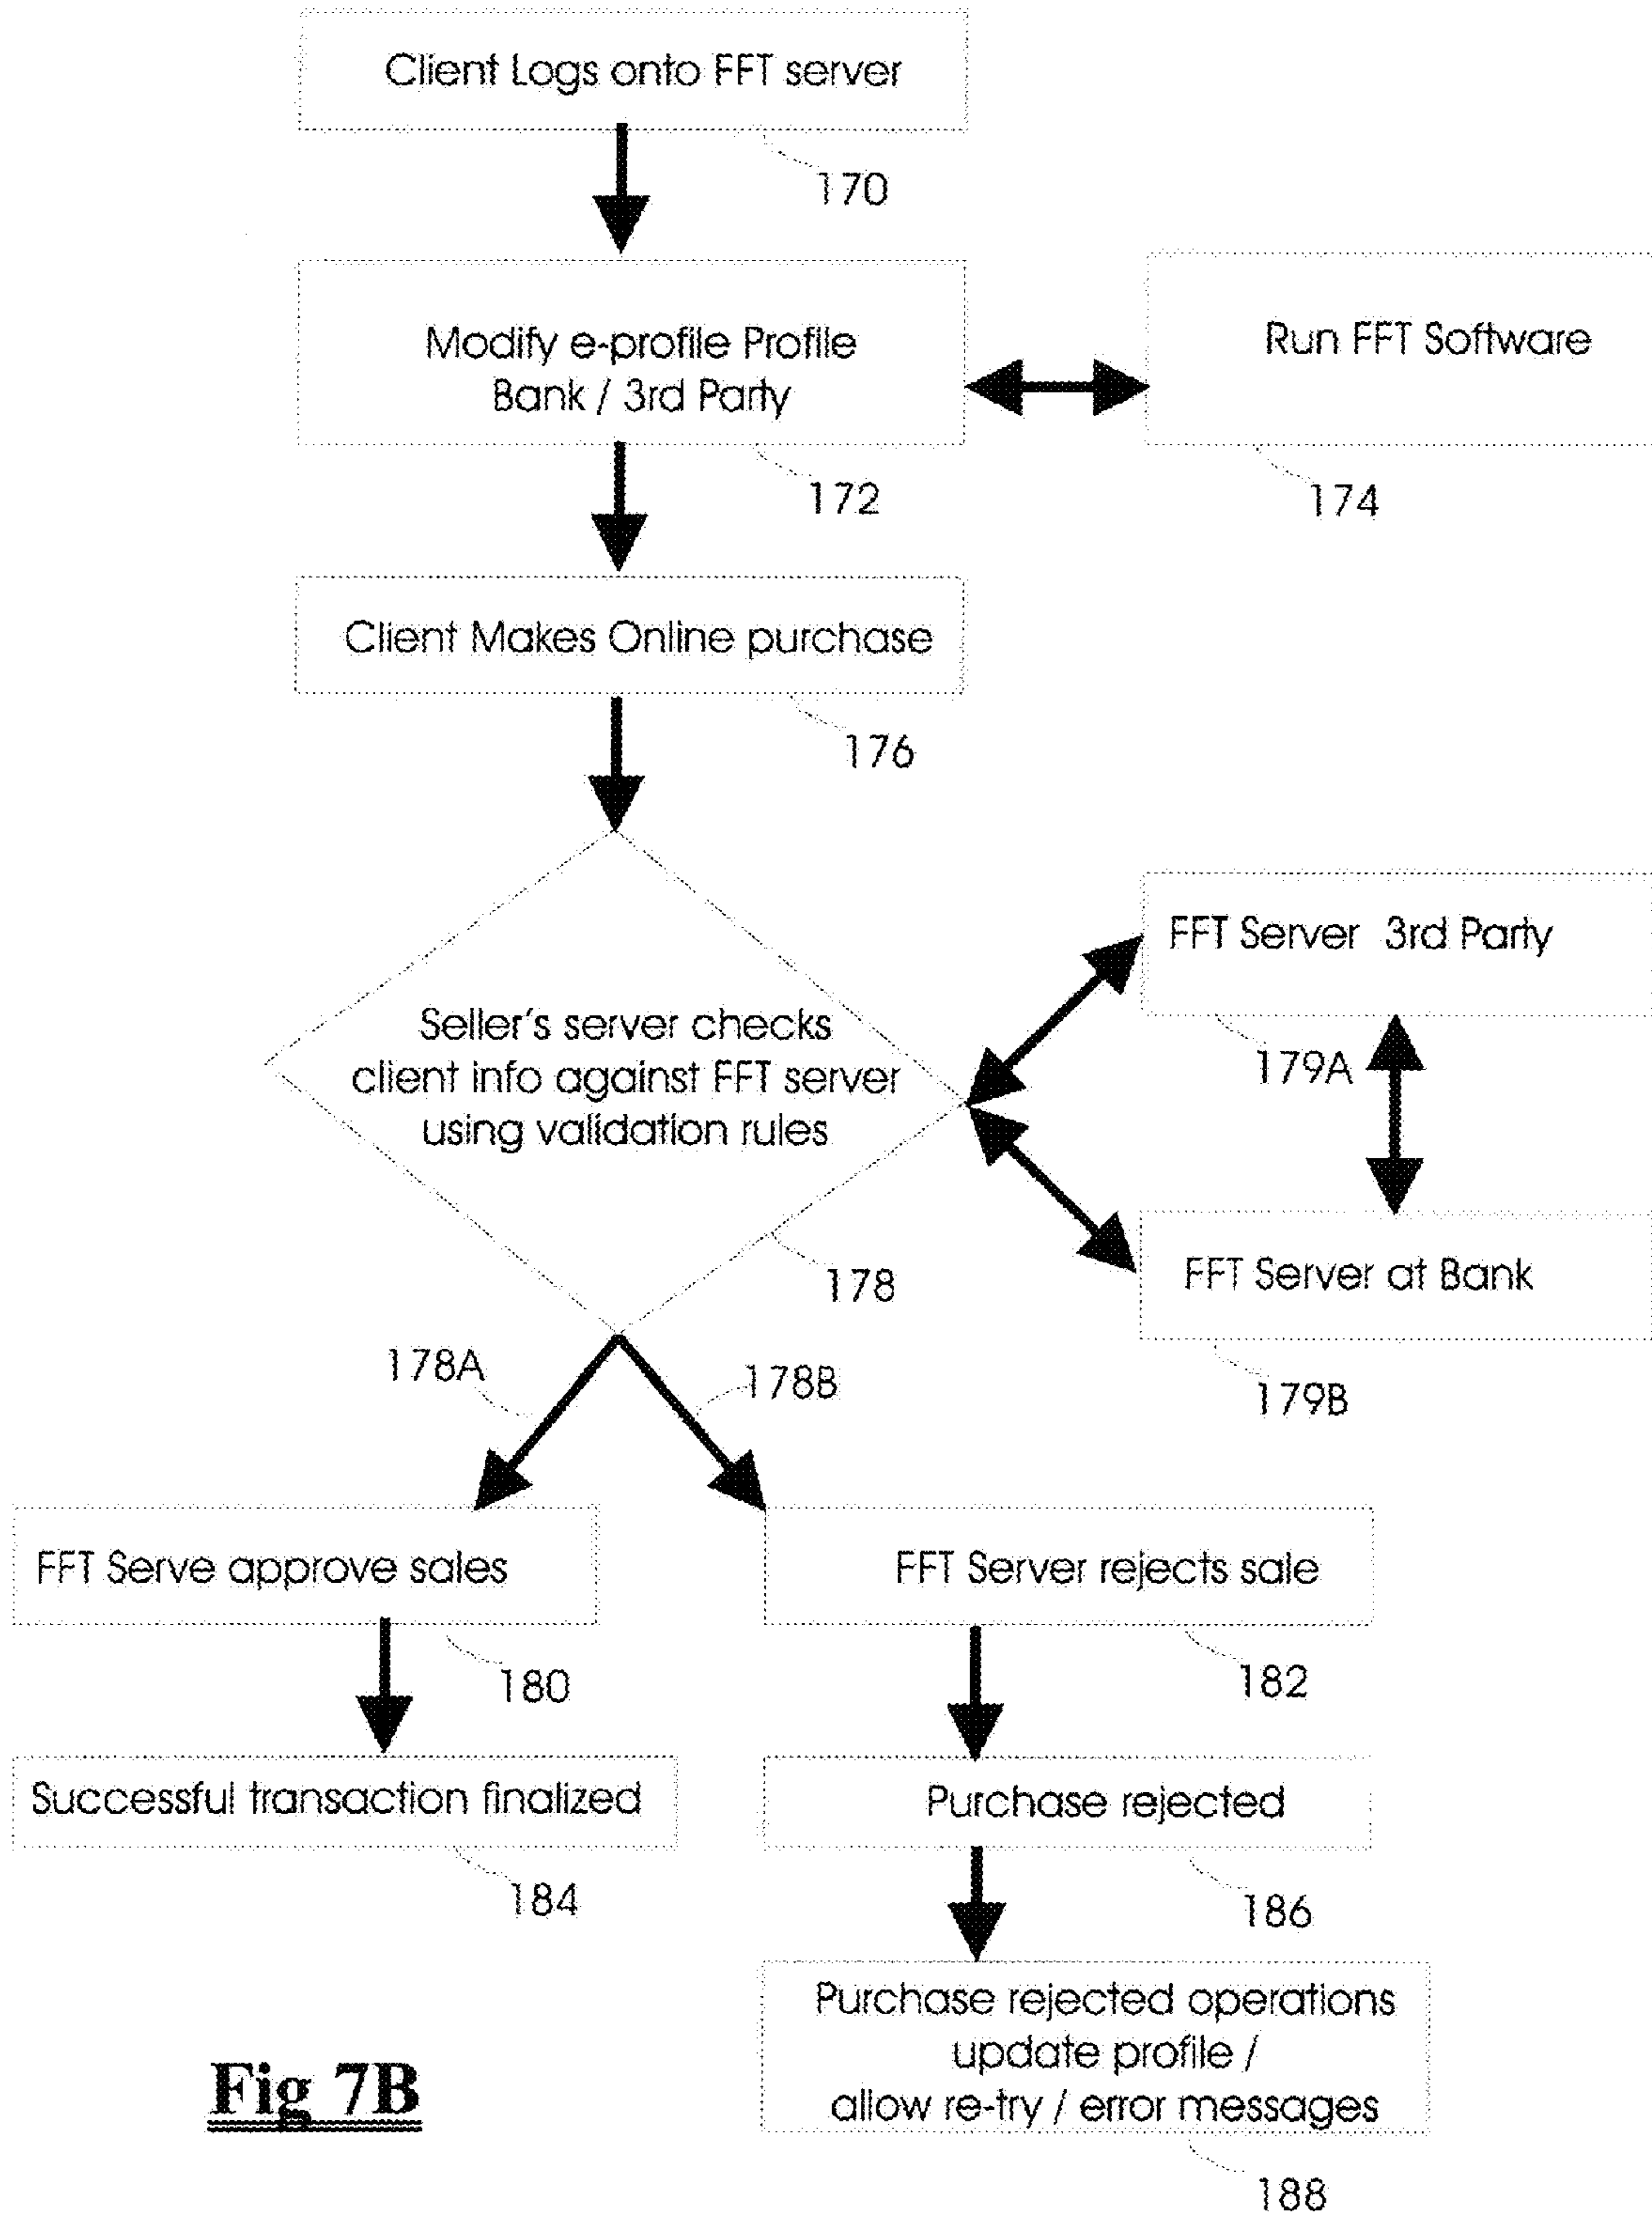 Client Logs onto FFT server
170
Modify e-profile Profile
Bank / 3rd Party
172
Run FFT Software
174
Client Makes Online purchase
176
Seller's server checks
client info against FFT server
using validation rules
178
FFT Server 3rd Party
179A
FFT Server at Bank
179B
178A
178B
FFT Serve approve sales
180
FFT Server rejects sale
182
Successful transaction finalized
184
Purchase rejected
186
Purchase rejected operations
update profile /
allow re-try / error messages
188
Fig 7B